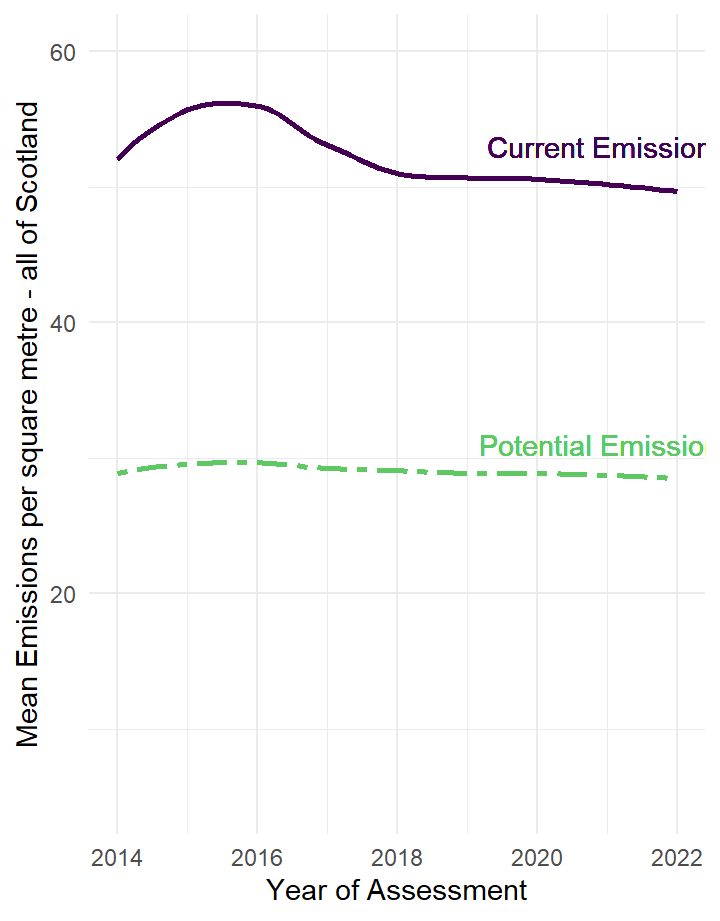 Mean Emissions per square metre - all of Scotland
60
40
20
Current Emission
Potential Emissio
2014 2016 2018 2020 2022
Year of Assessment